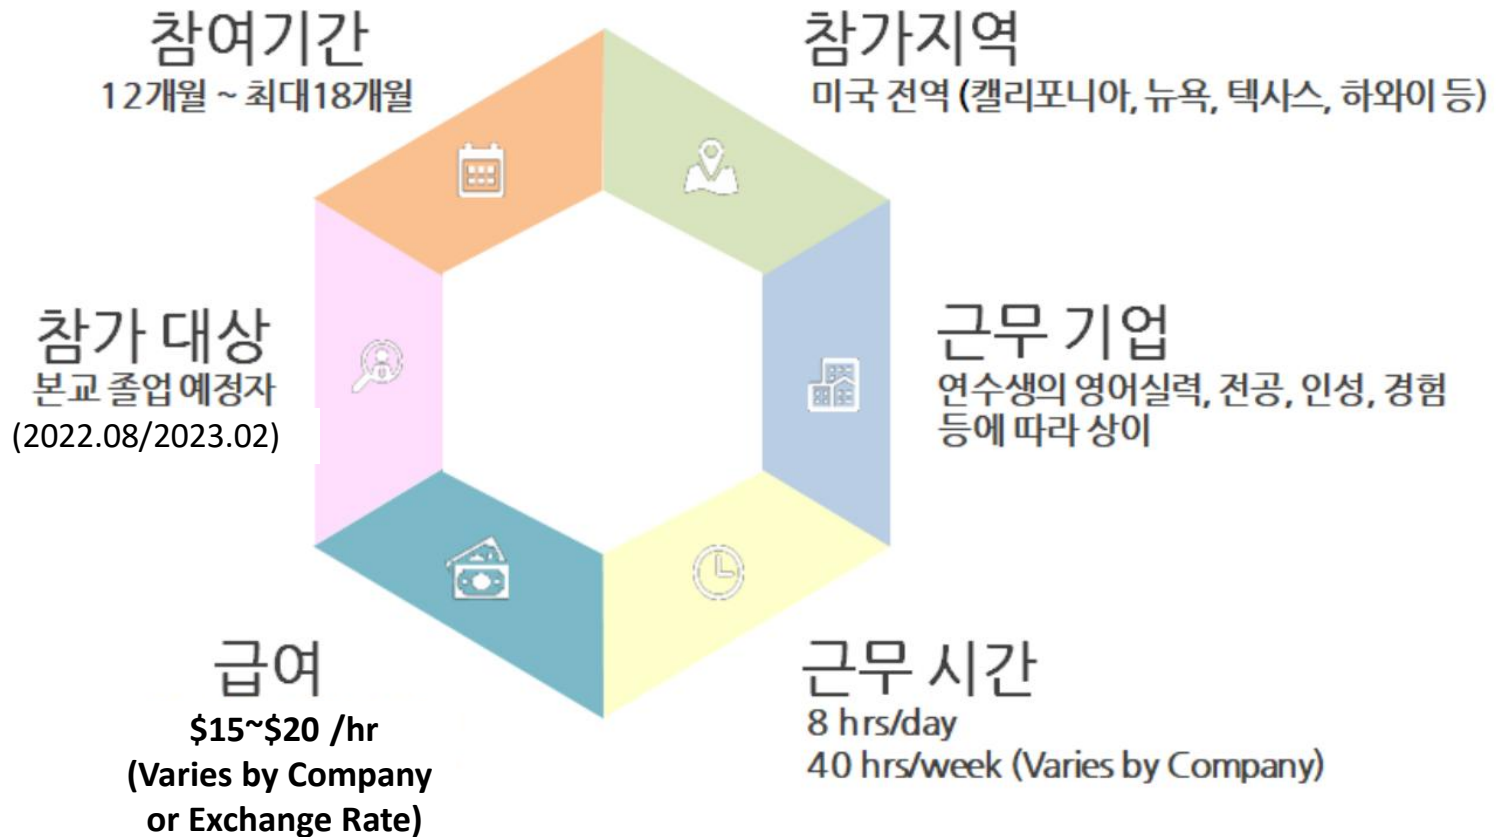 참여기간
12개월 ~ 최대18개월
참가지역
미국 전역 (캘리포니아, 뉴욕, 텍사스, 하와이 등)
참가 대상
본교 졸업 예정자
(2022.08/2023.02)
근무 기업
연수생의 영어실력, 전공, 인성, 경험
등에 따라 상이
급여
$15~$20 /hr
(Varies by Company
or Exchange Rate)
근무 시간
8 hrs/day
40 hrs/week (Varies by Company)